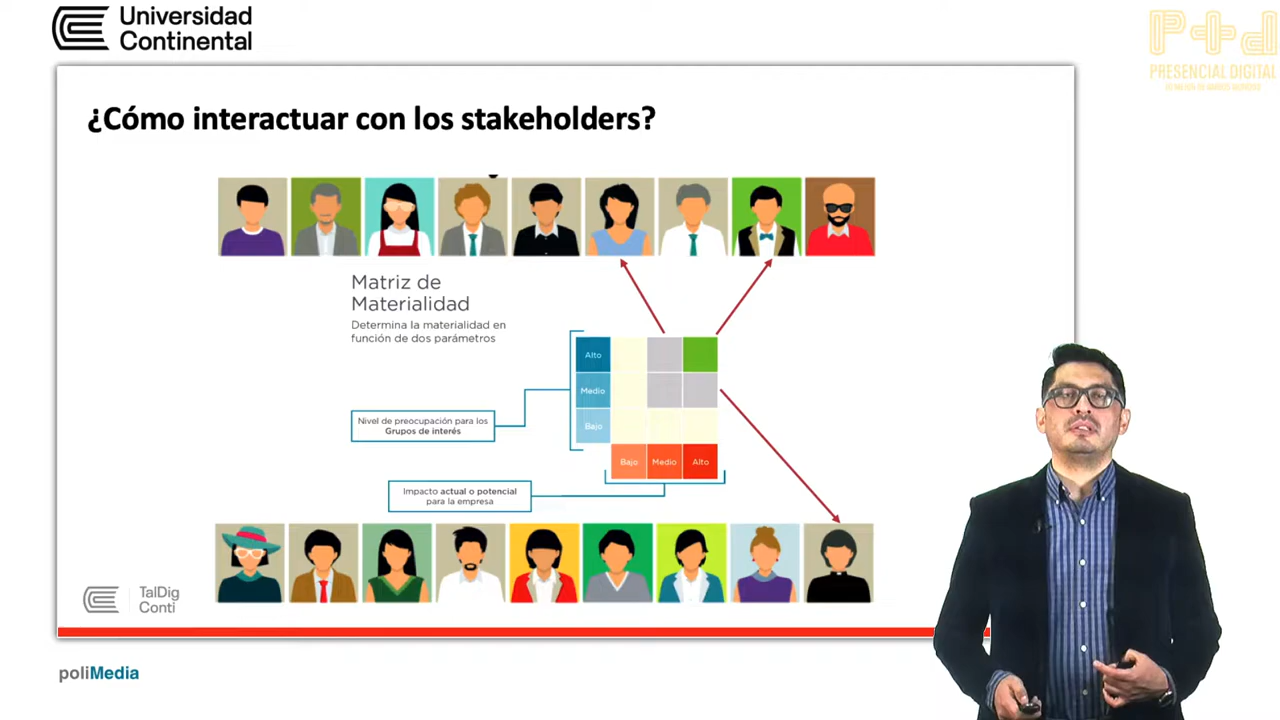 Universidad
Continental
P+d
PRESENCIAL DIGITAL
¿Cómo interactuar con los stakeholders?
Matriz de
Materialidad
Determina la materialidad en
función de dos parámetros
Alto
Medio
Bajo
Nivel de preocupación para los
Grupos de interés
Bajo Medio Alto
Impacto actual o potencial
para la empresa
TalDig
Conti
poliMedia